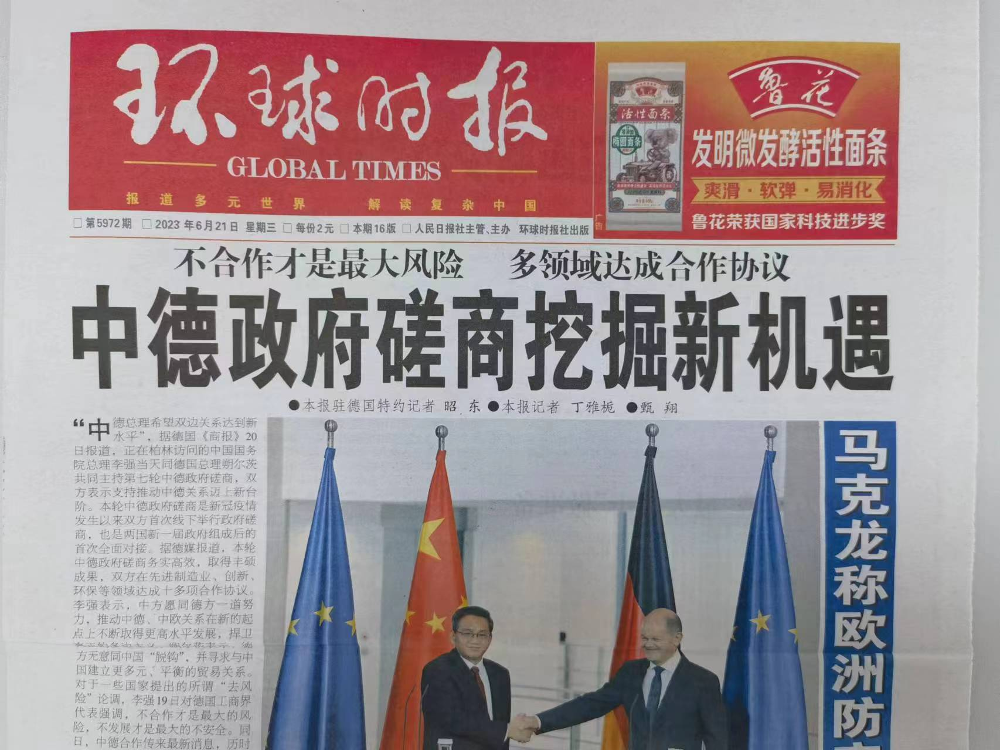 环球时报
GLOBAL TIMES
报道多元世界 解读复杂中国
鲁花
活性面条
椭圆面条
发明微发酵活性面条
爽滑·软弹·易消化
鲁花荣获国家科技进步奖
广告
□第5972期 □2023年6月21日 星期三 □每份2元 □本期16版 □人民日报社主管、主办 环球时报社出版
不合作才是最大风险 多领域达成合作协议
中德政府磋商挖掘新机遇
●本报驻德国特约记者 昭 东 ●本报记者 丁雅栀 ●甄 翔
“中德总理希望双边关系达到新
水平”，据德国《商报》20
日报道，正在柏林访问的中国国务
院总理李强当天同德国总理朔尔茨
共同主持第七轮中德政府磋商，双
方表示支持推动中德关系迈上新台
阶。本轮中德政府磋商是新冠疫情
发生以来双方首次线下举行政府磋
商，也是两国新一届政府组成后的
首次全面对接。据德媒报道，本轮
中德政府磋商务实高效，取得丰硕
成果，双方在先进制造业、创新、
环保等领域达成十多项合作协议。
李强表示，中方愿同德方一道努
力，推动中德、中欧关系在新的起
点上不断取得更高水平发展，捍卫
方无意同中国“脱钩”，并寻求与中
国建立更多元、平衡的贸易关系。
对于一些国家提出的所谓“去风
险”论调，李强19日对德国工商界
代表强调，不合作才是最大的风
险，不发展才是最大的不安全。同
日，中德合作传来最新消息，历时
马克龙称欧洲防